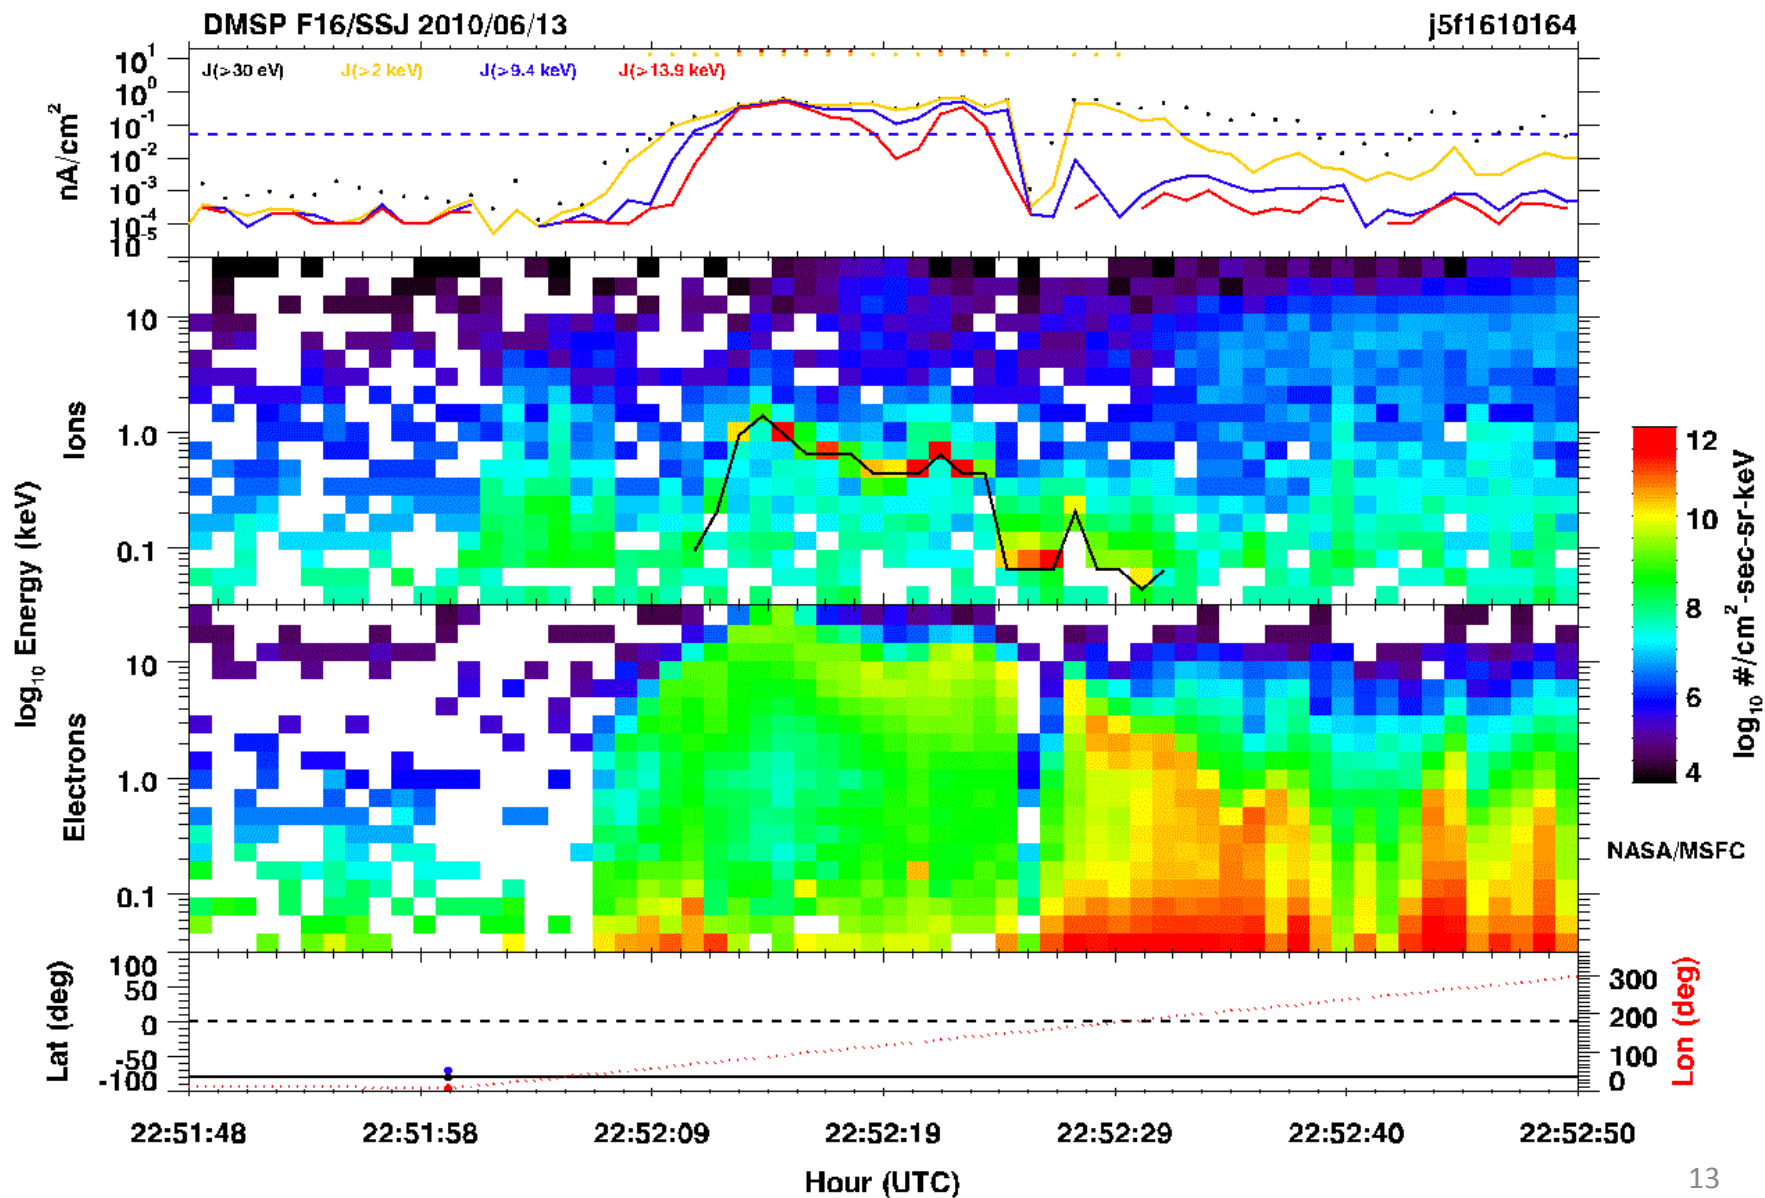 DMSP F16/SSJ 2010/06/13 j5f1610164
J(>30 eV) J(>2 keV) J(>9.4 keV) J(>13.9 keV)
nA/cm²
10¹
10⁰
10⁻¹
10⁻²
10⁻³
10⁻⁴
10⁻⁵
log₁₀ Energy (keV)
Ions
10
1.0
0.1
Electrons
10
1.0
0.1
12
10
8
6
4
log₁₀ #/cm²-sec-sr-keV
NASA/MSFC
Lat (deg)
100
50
0
-50
-100
300
200
100
0
Lon (deg)
22:51:48 22:51:58 22:52:09 22:52:19 22:52:29 22:52:40 22:52:50
Hour (UTC)
13